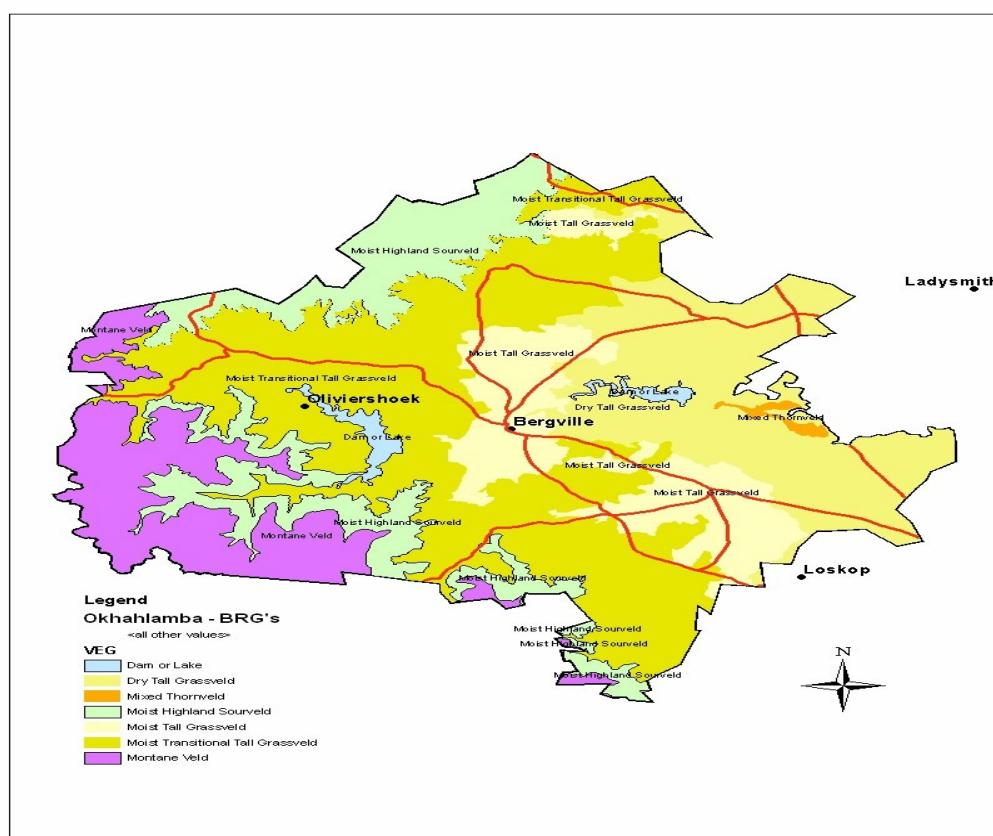 Moist Transitional Tall Grassveld
Moist Tall Grassveld
Moist Highland Sourveld
Ladysmith
Montane Veld
Moist Tall Grassveld
Moist Transitional Tall Grassveld
Dam or Lake
Oliviershoek
Dry Tall Grassveld
Mixed Thornveld
Bergville
Dam or Lake
Moist Tall Grassveld
Moist Tall Grassveld
Moist Highland Sourveld
Montane Veld
Loskop
Moist Highland Sourveld
Moist Highland Sourveld
Moist Highland Sourveld
Moist Highland Sourveld
N
Legend
Okhahlamba - BRG's
<all other values>
VEG
Dam or Lake
Dry Tall Grassveld
Mixed Thornveld
Moist Highland Sourveld
Moist Tall Grassveld
Moist Transitional Tall Grassveld
Montane Veld